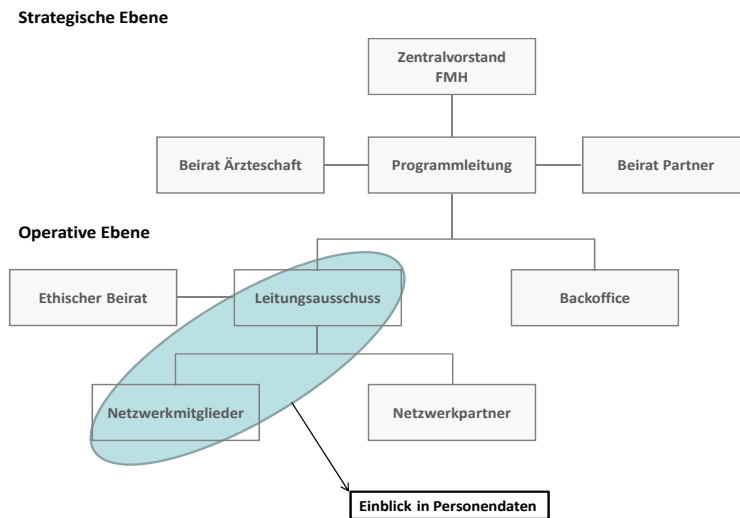 Strategische Ebene
Zentralvorstand
FMH
Beirat Ärzteschaft
Programmleitung
Beirat Partner
Operative Ebene
Ethischer Beirat
Leitungsausschuss
Backoffice
Netzwerkmitglieder
Netzwerkpartner
Einblick in Personendaten